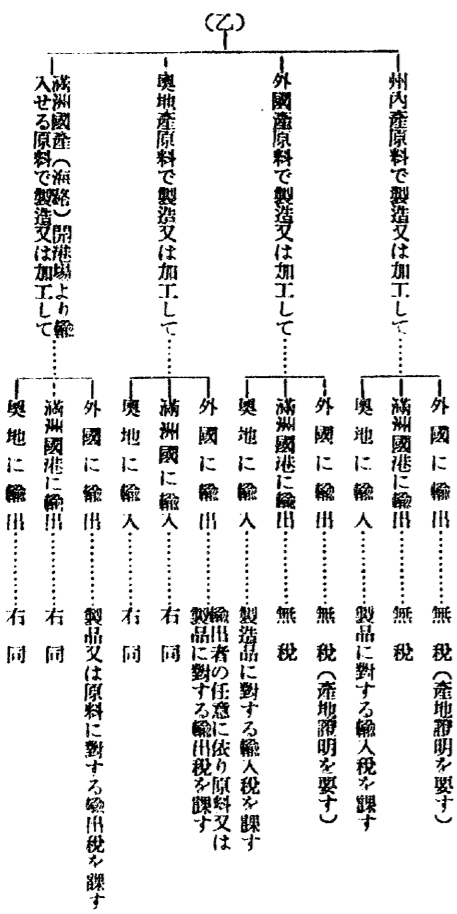 (乙)
州內產原料で製造又は加工して
外國に輸出………無稅(產地證明を要す)
滿洲國港に輸出………無稅
奧地に輸入………製品に對する輸入稅を課す
外國產原料で製造又は加工して
外國に輸出………無稅(產地證明を要す)
滿洲國港に輸出………無稅
奧地に輸入………製造品に對する輸入稅を課す
奧地產原料で製造又は加工して
外國に輸出………輸出者の任意に依り原料又は
製品に對する輸出稅を課す
滿洲國に輸入………右同
奧地に輸入………右同
滿洲國產(海路)開港場より輸
入せる原料で製造又は加工して
外國に輸出………製品又は原料に對する輸出稅を課す
滿洲國港に輸出………右同
奧地に輸出………右同